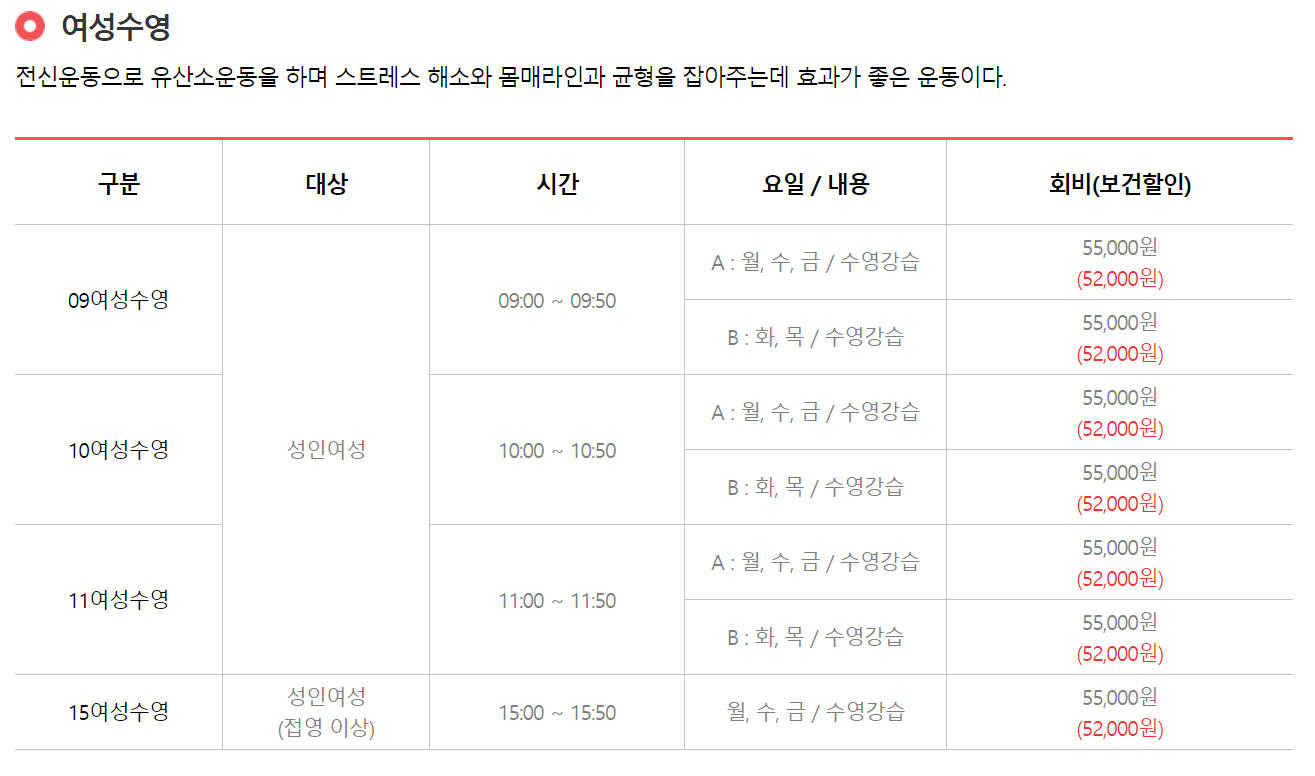 여성수영
전신운동으로 유산소운동을 하며 스트레스 해소와 몸매라인과 균형을 잡아주는데 효과가 좋은 운동이다.
구분 대상 시간 요일 / 내용 회비(보건할인)
09여성수영 성인여성 09:00 ~ 09:50 A : 월, 수, 금 / 수영강습 55,000원
(52,000원)
B : 화, 목 / 수영강습 55,000원
(52,000원)
10여성수영 10:00 ~ 10:50 A : 월, 수, 금 / 수영강습 55,000원
(52,000원)
B : 화, 목 / 수영강습 55,000원
(52,000원)
11여성수영 11:00 ~ 11:50 A : 월, 수, 금 / 수영강습 55,000원
(52,000원)
B : 화, 목 / 수영강습 55,000원
(52,000원)
15여성수영 성인여성 15:00 ~ 15:50 월, 수, 금 / 수영강습 55,000원
(접영 이상) (52,000원)